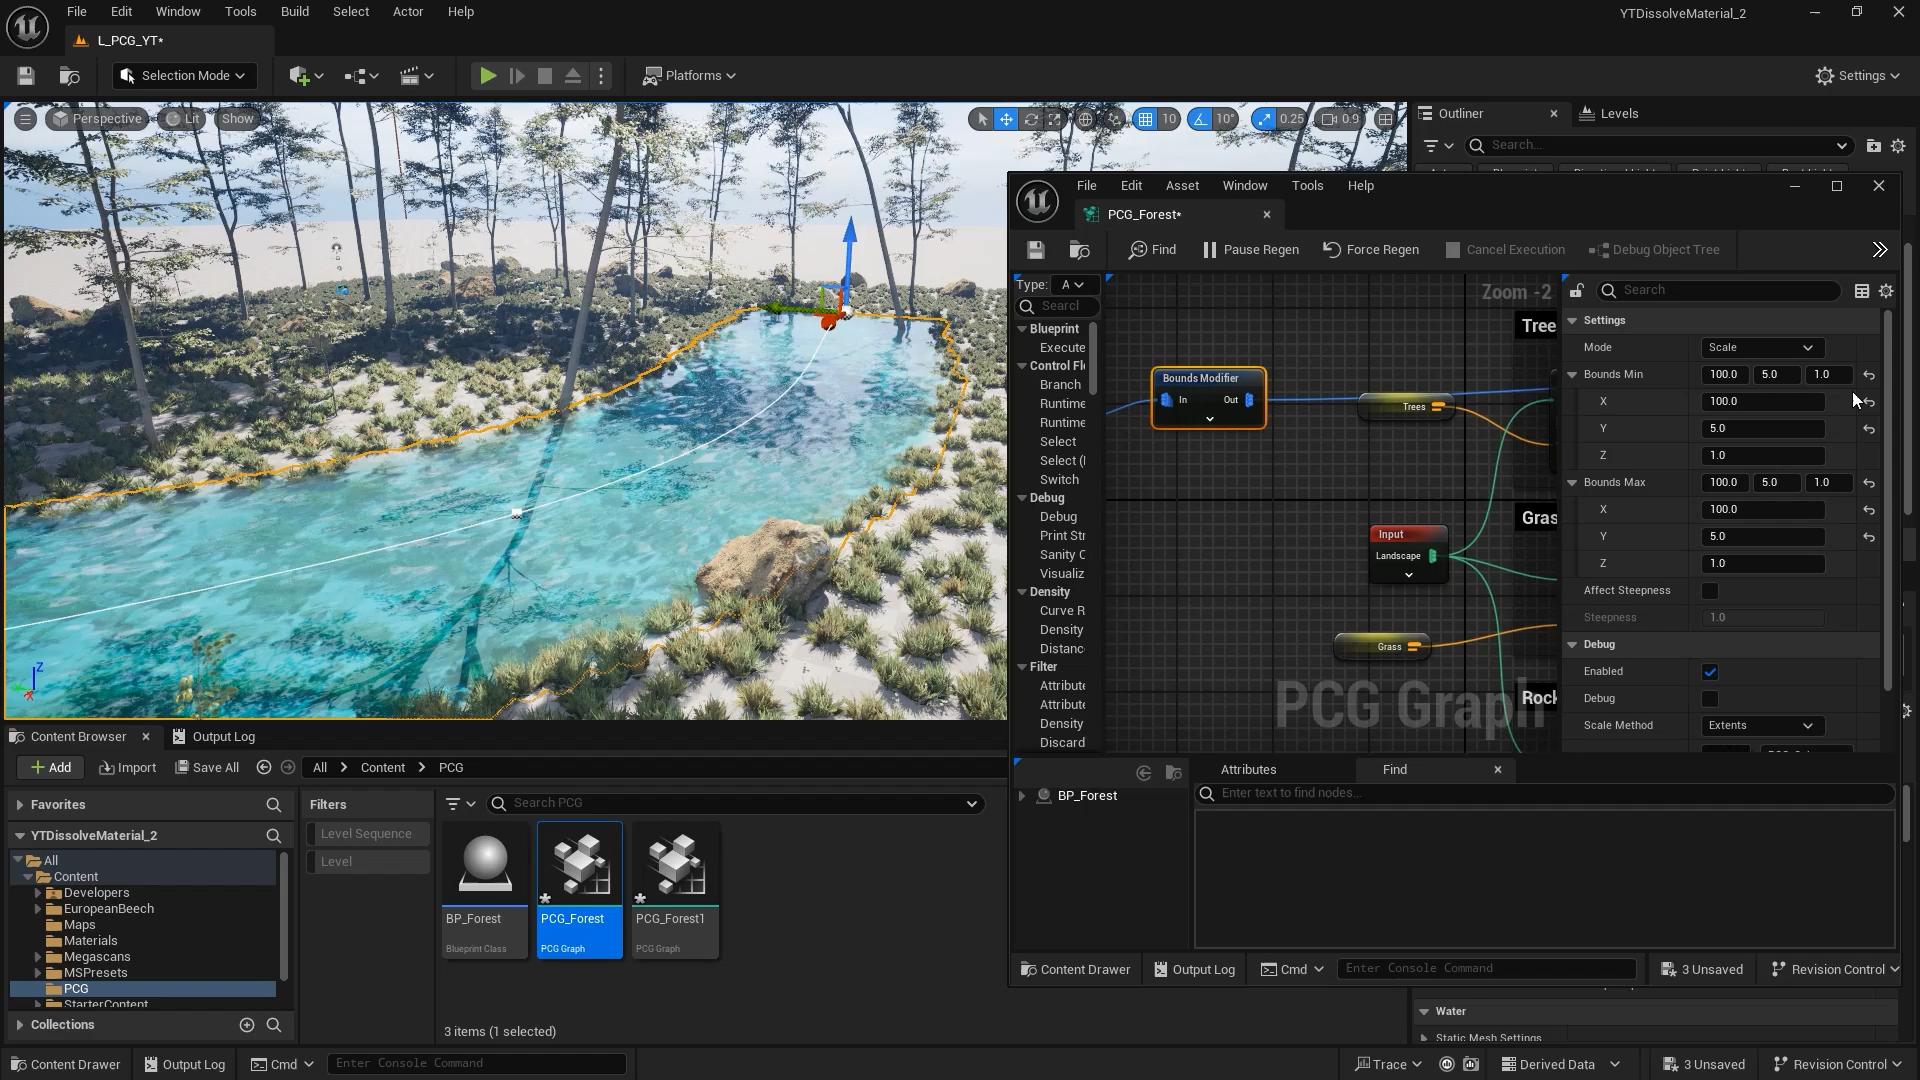 File Edit Window Tools Build Select Actor Help
YTDissolveMaterial_2
L_PCG_YT*
Selection Mode
Platforms
Settings
Perspective Lit Show
10 10° 0.25 0.9
Outliner
Levels
Search...
File Edit Asset Window Tools Help
PCG_Forest*
Find Pause Regen Force Regen Cancel Execution Debug Object Tree
Type: A
Search
Blueprint
Execute
Control Fl
Branch
Runtime
Runtime
Select
Select (
Switch
Debug
Debug
Print Str
Sanity C
Visualiz
Density
Curve R
Density
Distanc
Filter
Attribute
Attribute
Density
Discard
Zoom -2
Tree
Bounds Modifier
In Out
Trees
Gras
Input
Landscape
Grass
Rock
PCG Graph
Search
Settings
Mode Scale
Bounds Min 100.0 5.0 1.0
X 100.0
Y 5.0
Z 1.0
Bounds Max 100.0 5.0 1.0
X 100.0
Y 5.0
Z 1.0
Affect Steepness
Steepness 1.0
Debug
Enabled
Debug
Scale Method Extents
BP_Forest
Attributes
Find
Enter text to find nodes...
Content Drawer Output Log Cmd Enter Console Command 3 Unsaved Revision Control
Water
Static Mesh Settings
Content Browser
Output Log
Add Import Save All All Content PCG
Favorites
YTDissolveMaterial_2
All
Content
Developers
EuropeanBeech
Maps
Materials
Megascans
MSPresets
PCG
StarterContent
Collections
Filters
Level Sequence
Level
Search PCG
BP_Forest
Blueprint Class
PCG_Forest
PCG Graph
PCG_Forest1
PCG Graph
3 items (1 selected)
Content Drawer Output Log Cmd Enter Console Command Trace Derived Data 3 Unsaved Revision Control